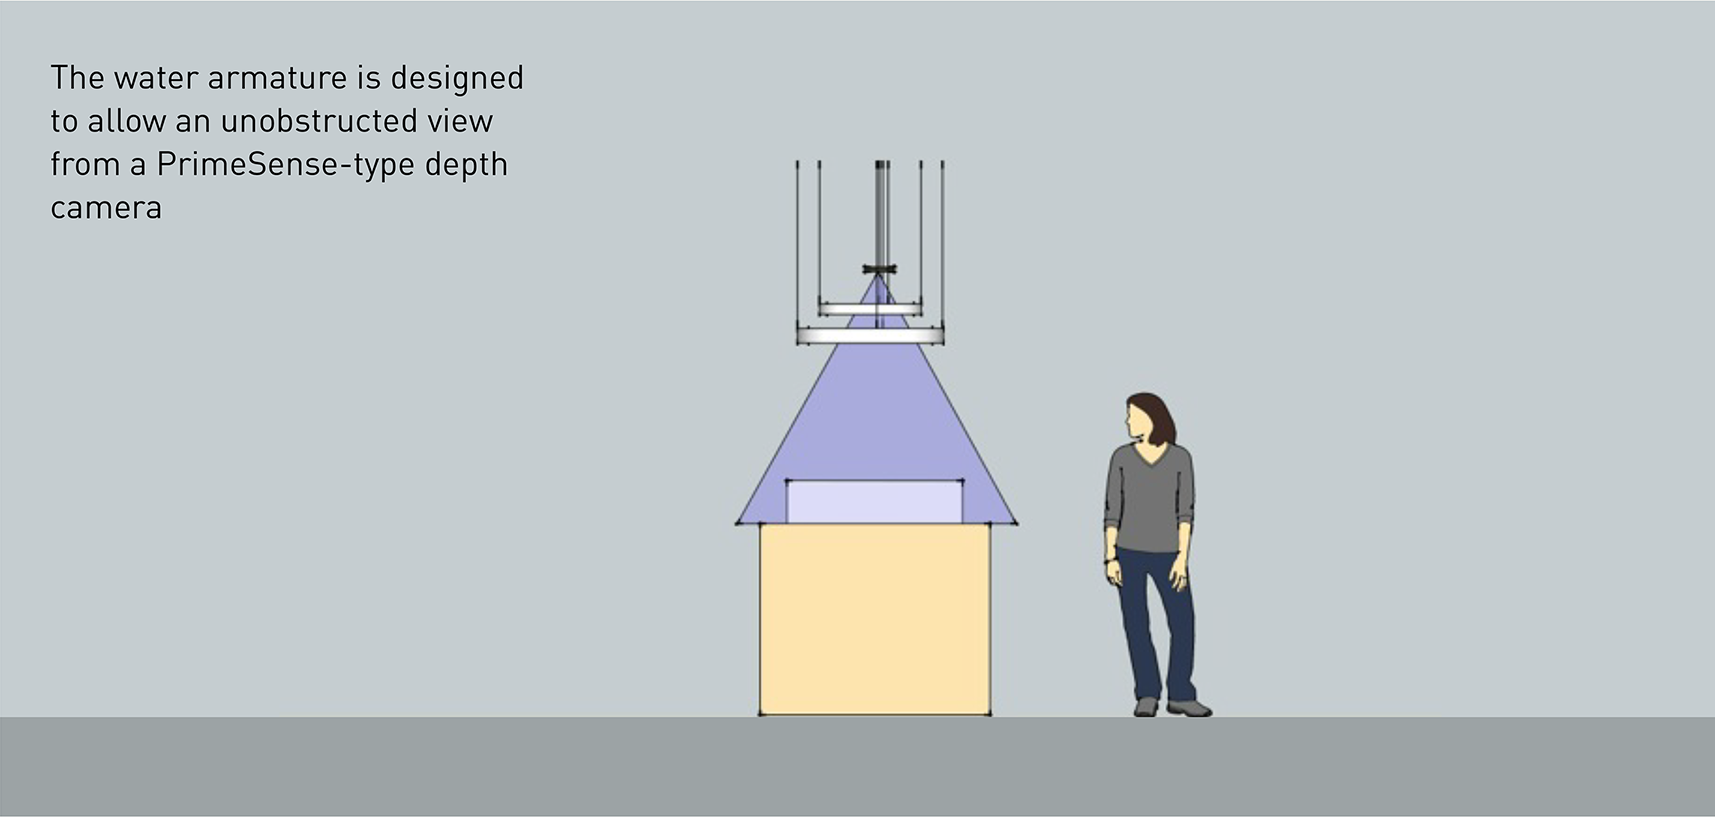 The water armature is designed
to allow an unobstructed view
from a PrimeSense-type depth
camera